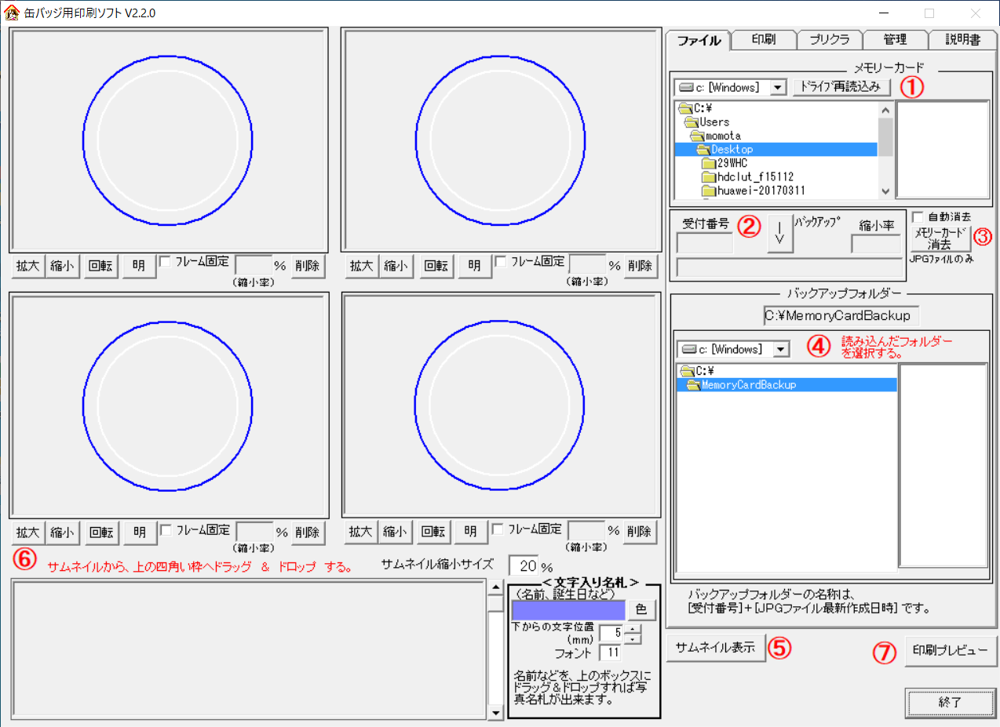 缶バッジ用印刷ソフト V2.2.0
ファイル 印刷 プリクラ 管理 説明書
メモリーカード
c: [Windows] ドライブ再読込み ①
C:¥
Users
momota
Desktop
29WHC
hdclut_f15112
huawei-20170311
受付番号 ② ↓ バックアップ 縮小率
自動消去
メモリーカード消去 ③
JPGファイルのみ
拡大 縮小 回転 明 フレーム固定 % 削除
(縮小率)
拡大 縮小 回転 明 フレーム固定 % 削除
(縮小率)
バックアップフォルダー
C:¥MemoryCardBackup
c: [Windows] ④ 読み込んだフォルダー
を選択する。
C:¥
MemoryCardBackup
拡大 縮小 回転 明 フレーム固定 % 削除
(縮小率)
拡大 縮小 回転 明 フレーム固定 % 削除
(縮小率)
⑥ サムネイルから、上の四角い枠へドラッグ & ドロップ する。
サムネイル縮小サイズ 20 %
<文字入り名札>
(名前、誕生日など)
色
下からの文字位置 5
(mm)
フォント 11
名前などを、上のボックスに
ドラッグ&ドロップすれば写
真名札が出来ます。
バックアップフォルダーの名称は、
[受付番号]+[JPGファイル最新作成日時] です。
サムネイル表示 ⑤ ⑦ 印刷プレビュー
終了